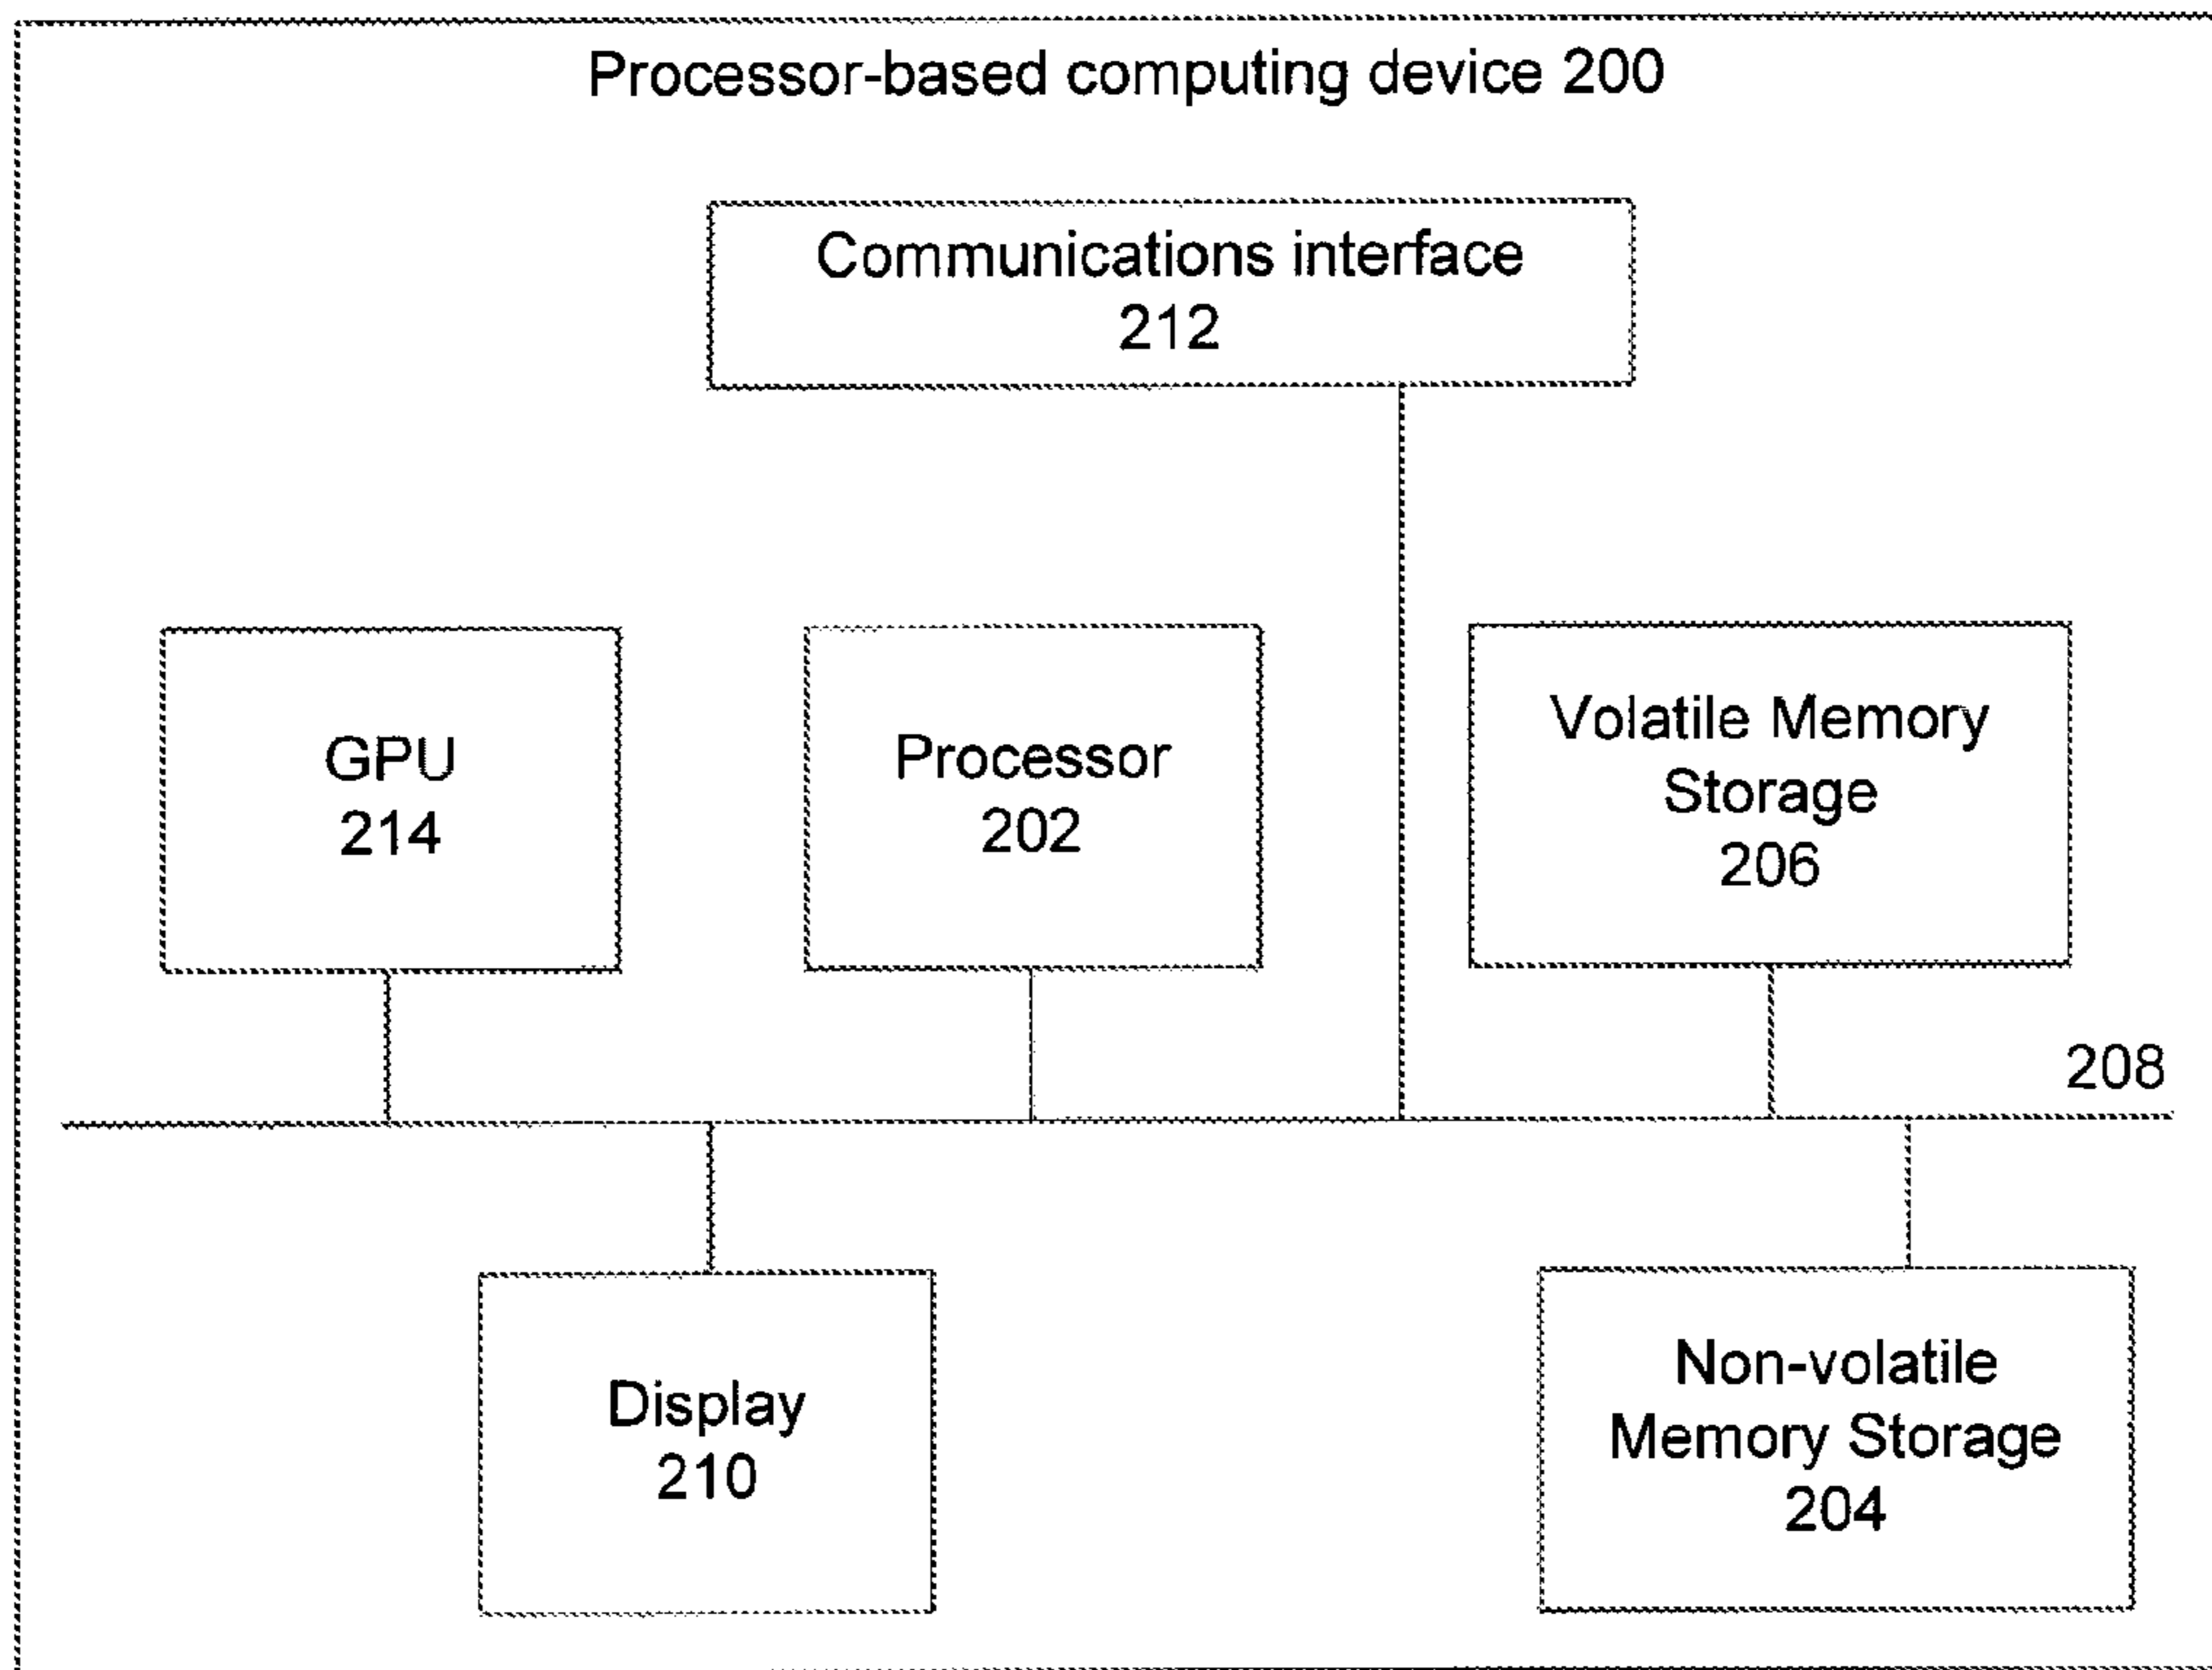 Processor-based computing device 200
Communications interface
212
GPU
214
Processor
202
Volatile Memory
Storage
206
208
Display
210
Non-volatile
Memory Storage
204